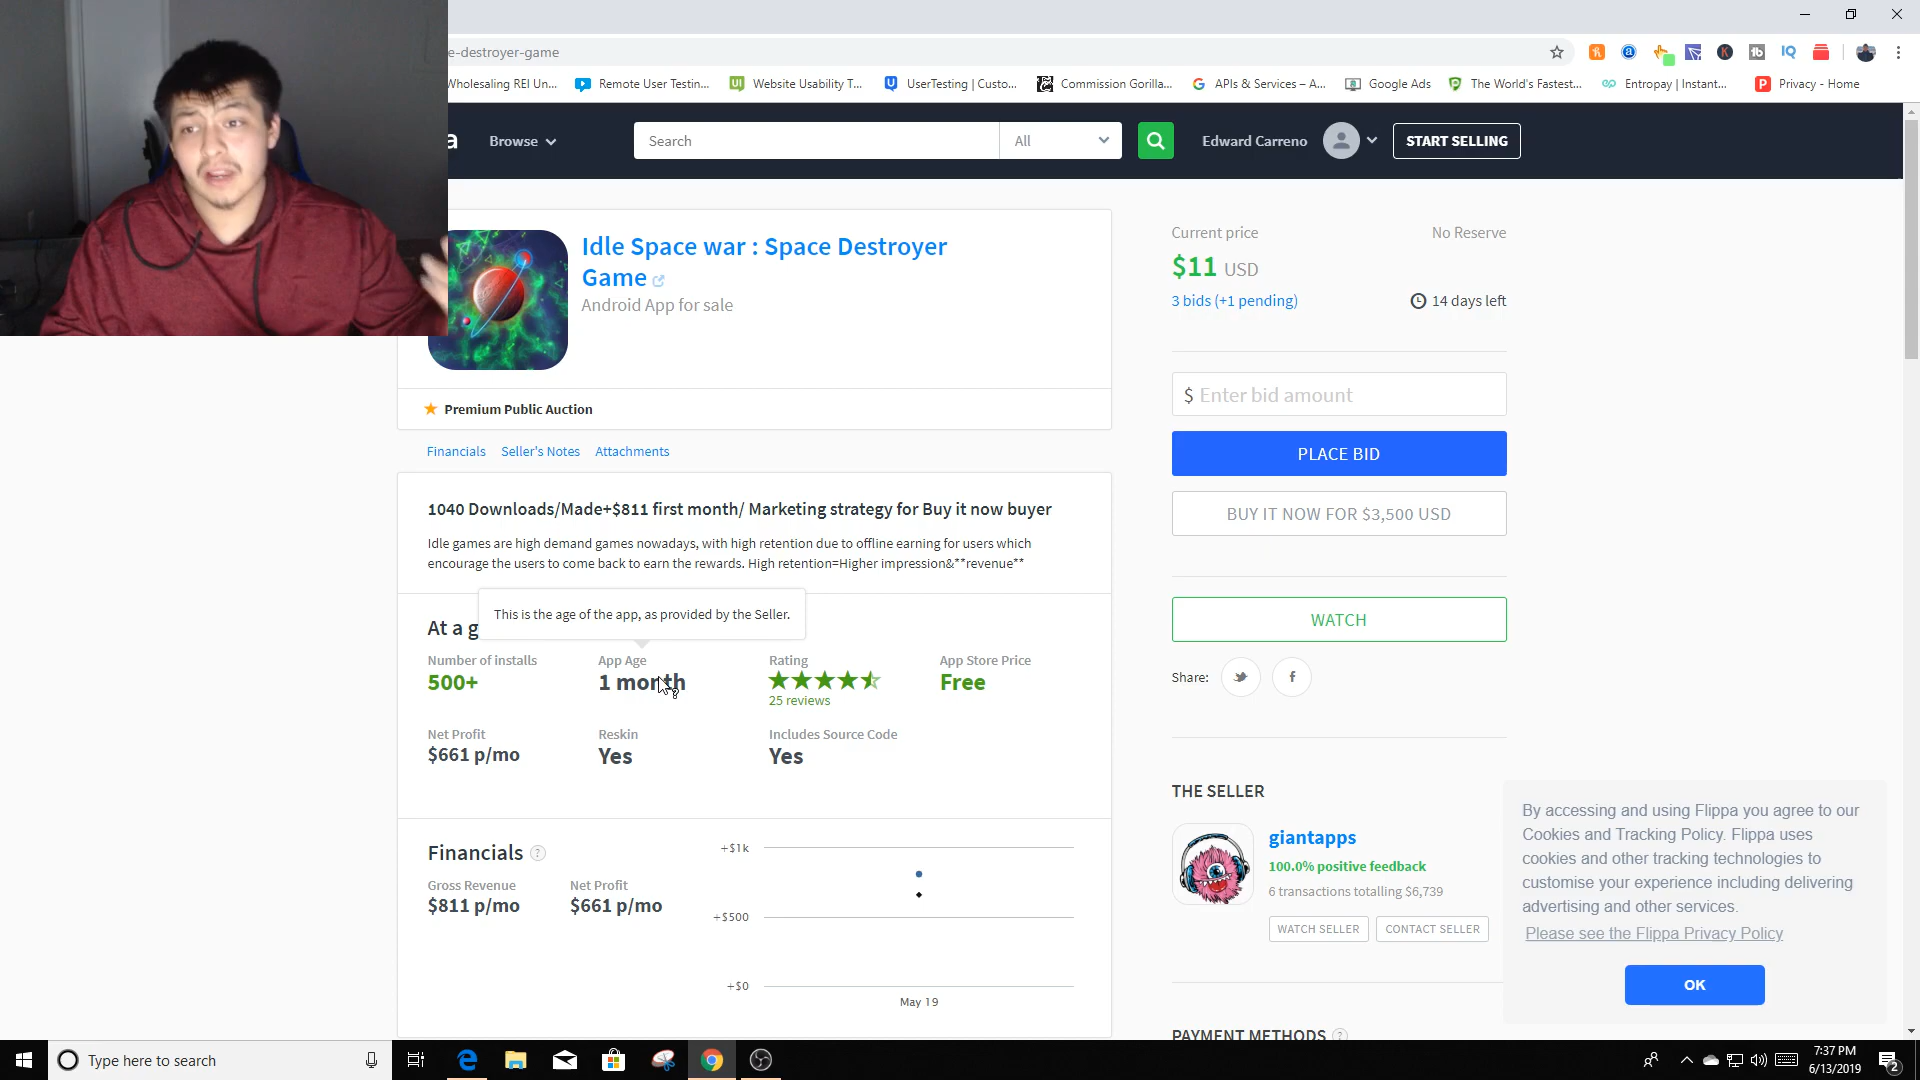 e-destroyer-game
Wholesaling REI Un...
Remote User Testin...
Website Usability T...
UserTesting | Custo...
Commission Gorilla...
APIs & Services – A...
Google Ads
The World's Fastest...
Entropay | Instant...
Privacy - Home
a
Browse
Search
All
Edward Carreno
START SELLING
Idle Space war : Space Destroyer
Game
Android App for sale
Premium Public Auction
Current price
No Reserve
$11 USD
3 bids (+1 pending)
14 days left
$ Enter bid amount
PLACE BID
BUY IT NOW FOR $3,500 USD
WATCH
Share:
Financials
Seller's Notes
Attachments
1040 Downloads/Made+$811 first month/ Marketing strategy for Buy it now buyer
Idle games are high demand games nowadays, with high retention due to offline earning for users which
encourage the users to come back to earn the rewards. High retention=Higher impression&**revenue**
This is the age of the app, as provided by the Seller.
At a g
Number of installs
500+
App Age
1 month
Rating
25 reviews
App Store Price
Free
Net Profit
$661 p/mo
Reskin
Yes
Includes Source Code
Yes
Financials
Gross Revenue
$811 p/mo
Net Profit
$661 p/mo
+$1k
+$500
+$0
May 19
THE SELLER
giantapps
100.0% positive feedback
6 transactions totalling $6,739
WATCH SELLER
CONTACT SELLER
PAYMENT METHODS
By accessing and using Flippa you agree to our
Cookies and Tracking Policy. Flippa uses
cookies and other tracking technologies to
customise your experience including delivering
advertising and other services.
Please see the Flippa Privacy Policy
OK
Type here to search
7:37 PM
6/13/2019
2